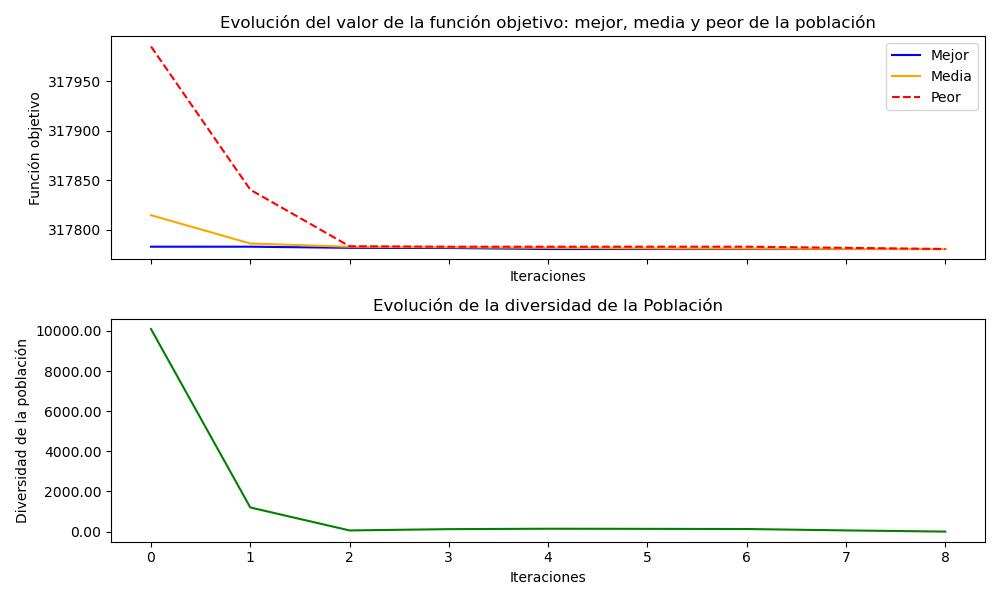 Evolución del valor de la función objetivo: mejor, media y peor de la población
Función objetivo
317950
317900
317850
317800
Mejor
Media
Peor
Iteraciones
Evolución de la diversidad de la Población
Diversidad de la población
10000.00
8000.00
6000.00
4000.00
2000.00
0.00
0 1 2 3 4 5 6 7 8
Iteraciones